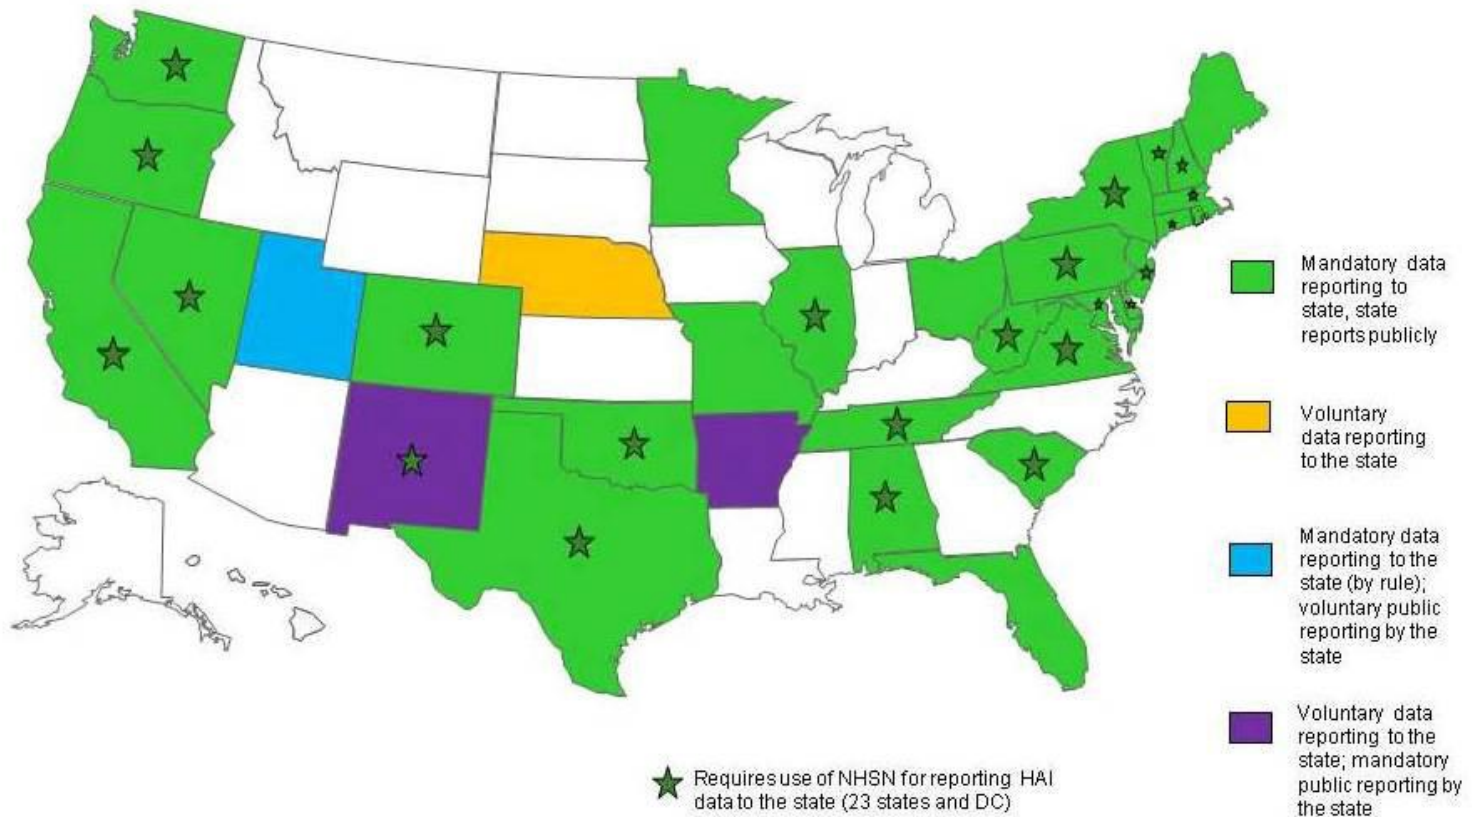 Mandatory data
reporting to
state, state
reports publicly
Voluntary
data reporting
to the state
Mandatory data
reporting to the
state (by rule);
voluntary public
reporting by the
state
Voluntary data
reporting to the
state; mandatory
public reporting by
the state
Requires use of NHSN for reporting HAI
data to the state (23 states and DC)